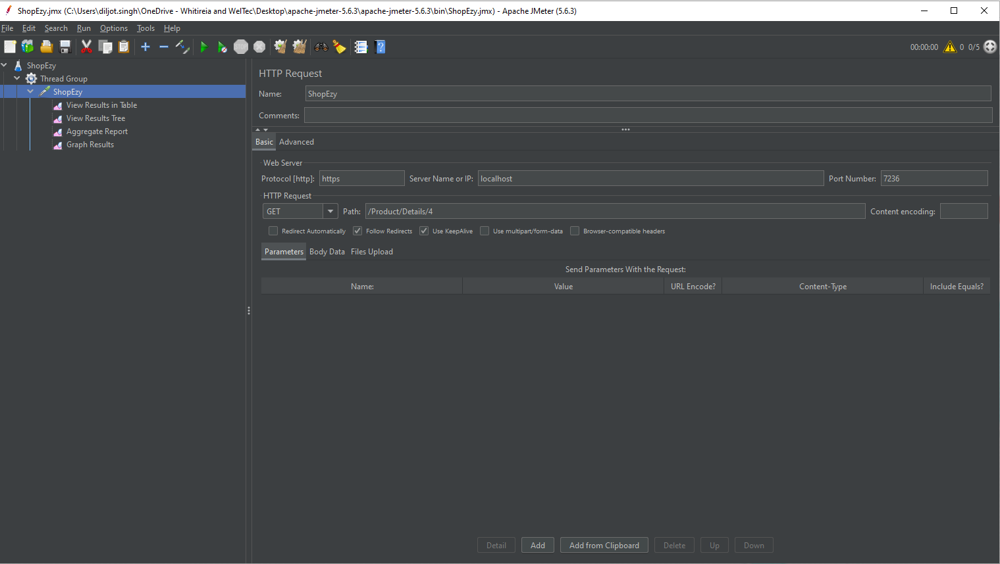 ShopEzy.jmx (C:\Users\diljot.singh\OneDrive - Whitireia and WelTec\Desktop\apache-jmeter-5.6.3\apache-jmeter-5.6.3\bin\ShopEzy.jmx) - Apache JMeter (5.6.3)
File Edit Search Run Options Tools Help
STOP 00:00:00 0 0/5
ShopEzy
Thread Group
ShopEzy
View Results in Table
View Results Tree
Aggregate Report
Graph Results
HTTP Request
Name: ShopEzy
Comments:
Basic Advanced
Web Server
Protocol [http]: https Server Name or IP: localhost Port Number: 7236
HTTP Request
GET Path: /Product/Details/4 Content encoding:
Redirect Automatically Follow Redirects Use KeepAlive Use multipart/form-data Browser-compatible headers
Parameters Body Data Files Upload
Send Parameters With the Request:
Name: Value URL Encode? Content-Type Include Equals?
Detail Add Add from Clipboard Delete Up Down